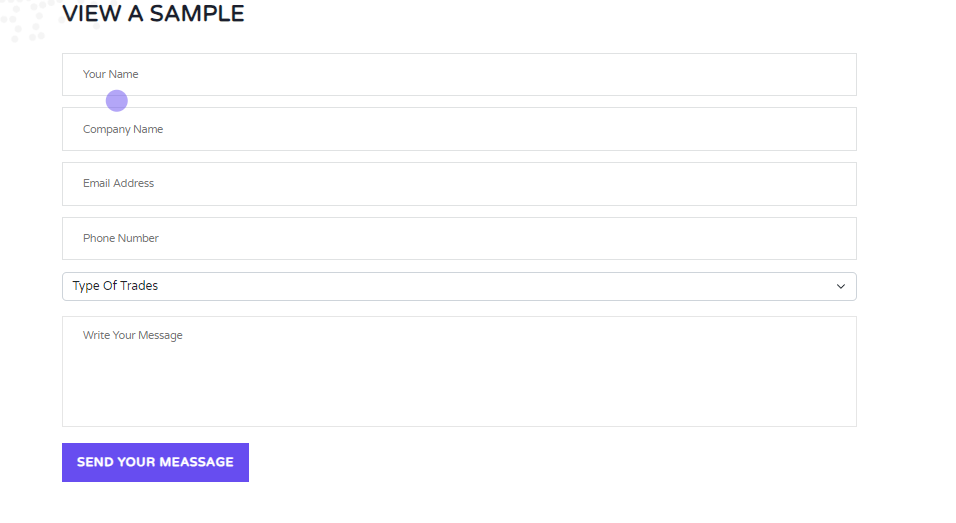 VIEW A SAMPLE
Your Name
Company Name
Email Address
Phone Number
Type Of Trades
Write Your Message
SEND YOUR MEASSAGE